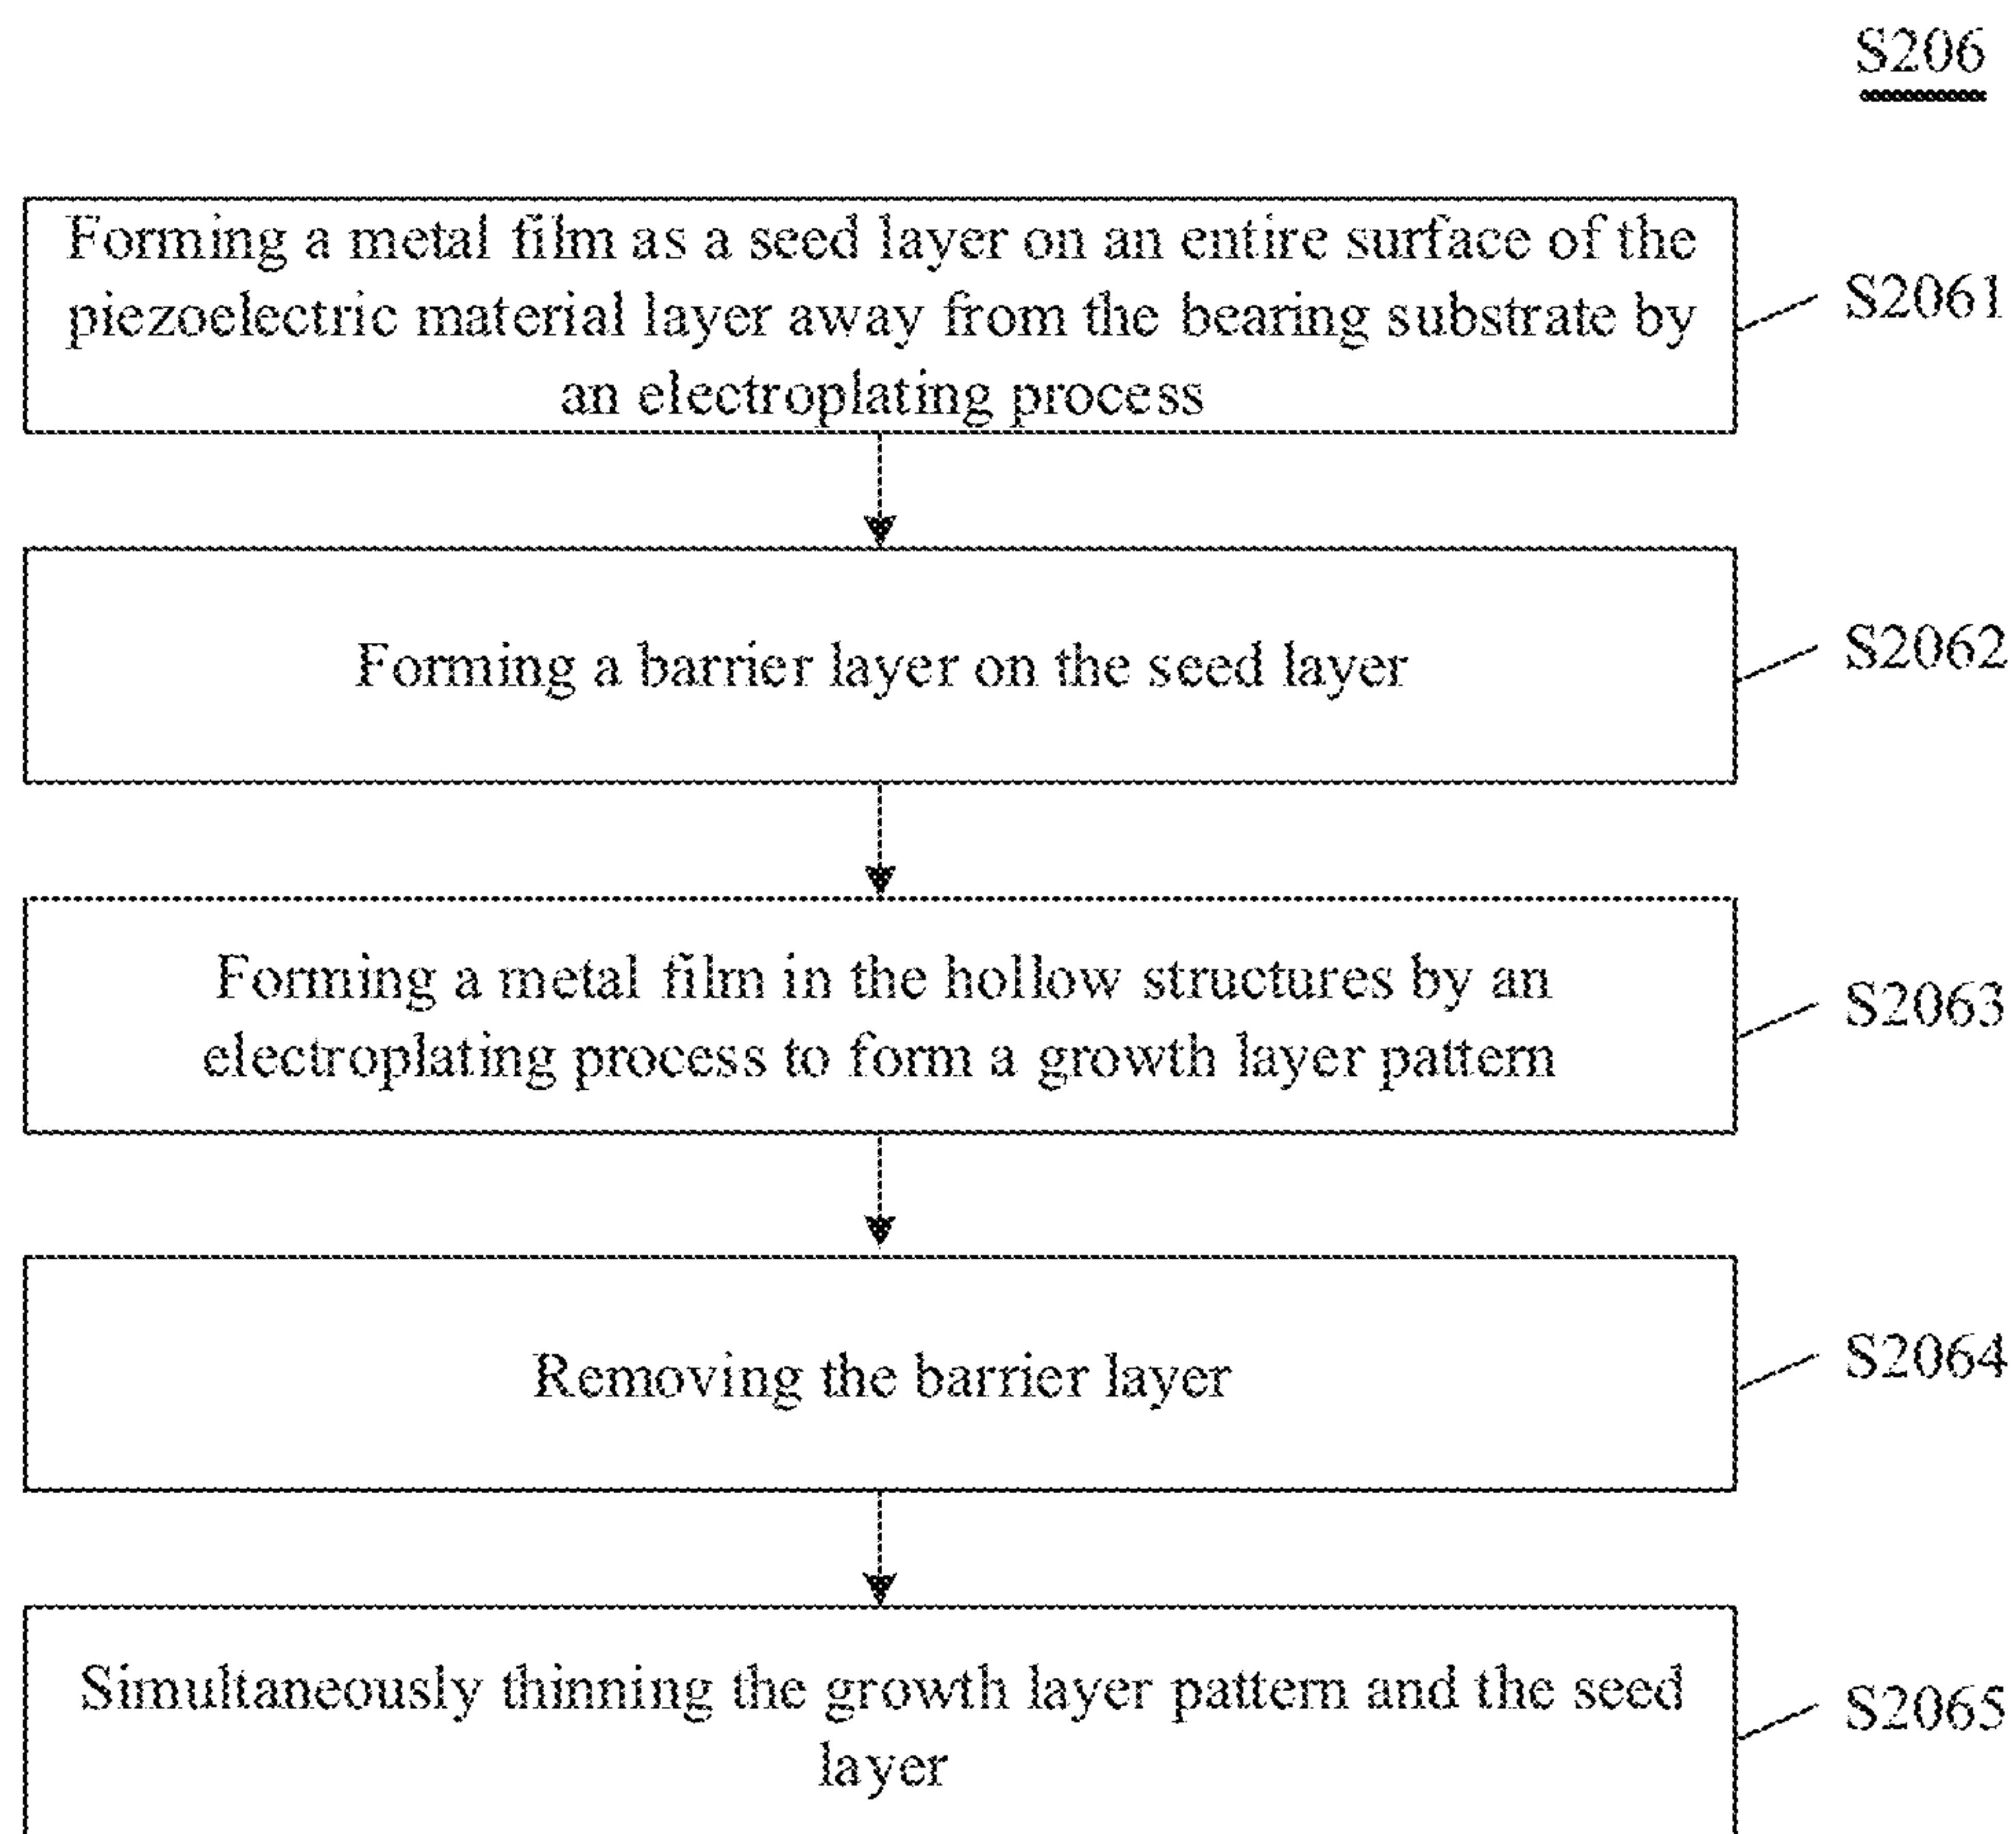 S206
Forming a metal film as a seed layer on an entire surface of the
piezoelectric material layer away from the bearing substrate by
an electroplating process
S2061
Forming a barrier layer on the seed layer
S2062
Forming a metal film in the hollow structures by an
electroplating process to form a growth layer pattern
S2063
Removing the barrier layer
S2064
Simultaneously thinning the growth layer pattern and the seed
layer
S2065